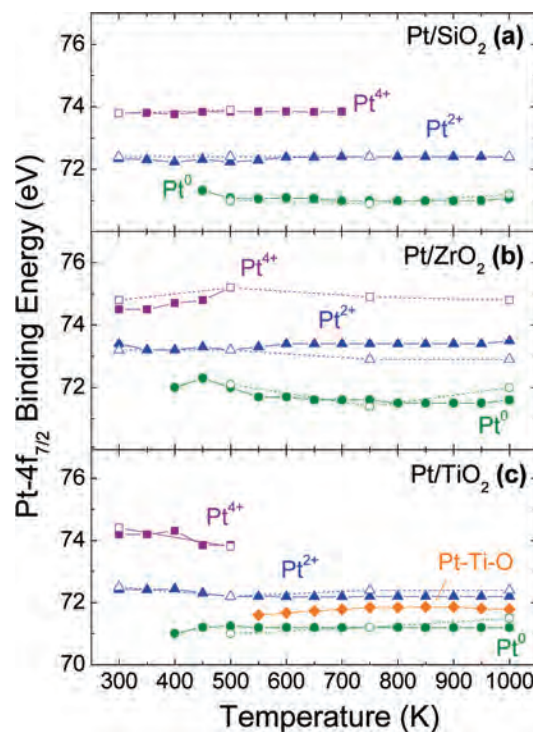 76
Pt/SiO₂ (a)
74
Pt⁴⁺
Pt²⁺
72
Pt⁰
Pt/ZrO₂ (b)
76
Pt⁴⁺
Pt²⁺
74
72
Pt⁰
Pt/TiO₂ (c)
76
Pt⁴⁺
74
Pt²⁺
Pt-Ti-O
72
Pt⁰
70
300 400 500 600 700 800 900 1000
Temperature (K)
Pt-4f₇/₂ Binding Energy (eV)